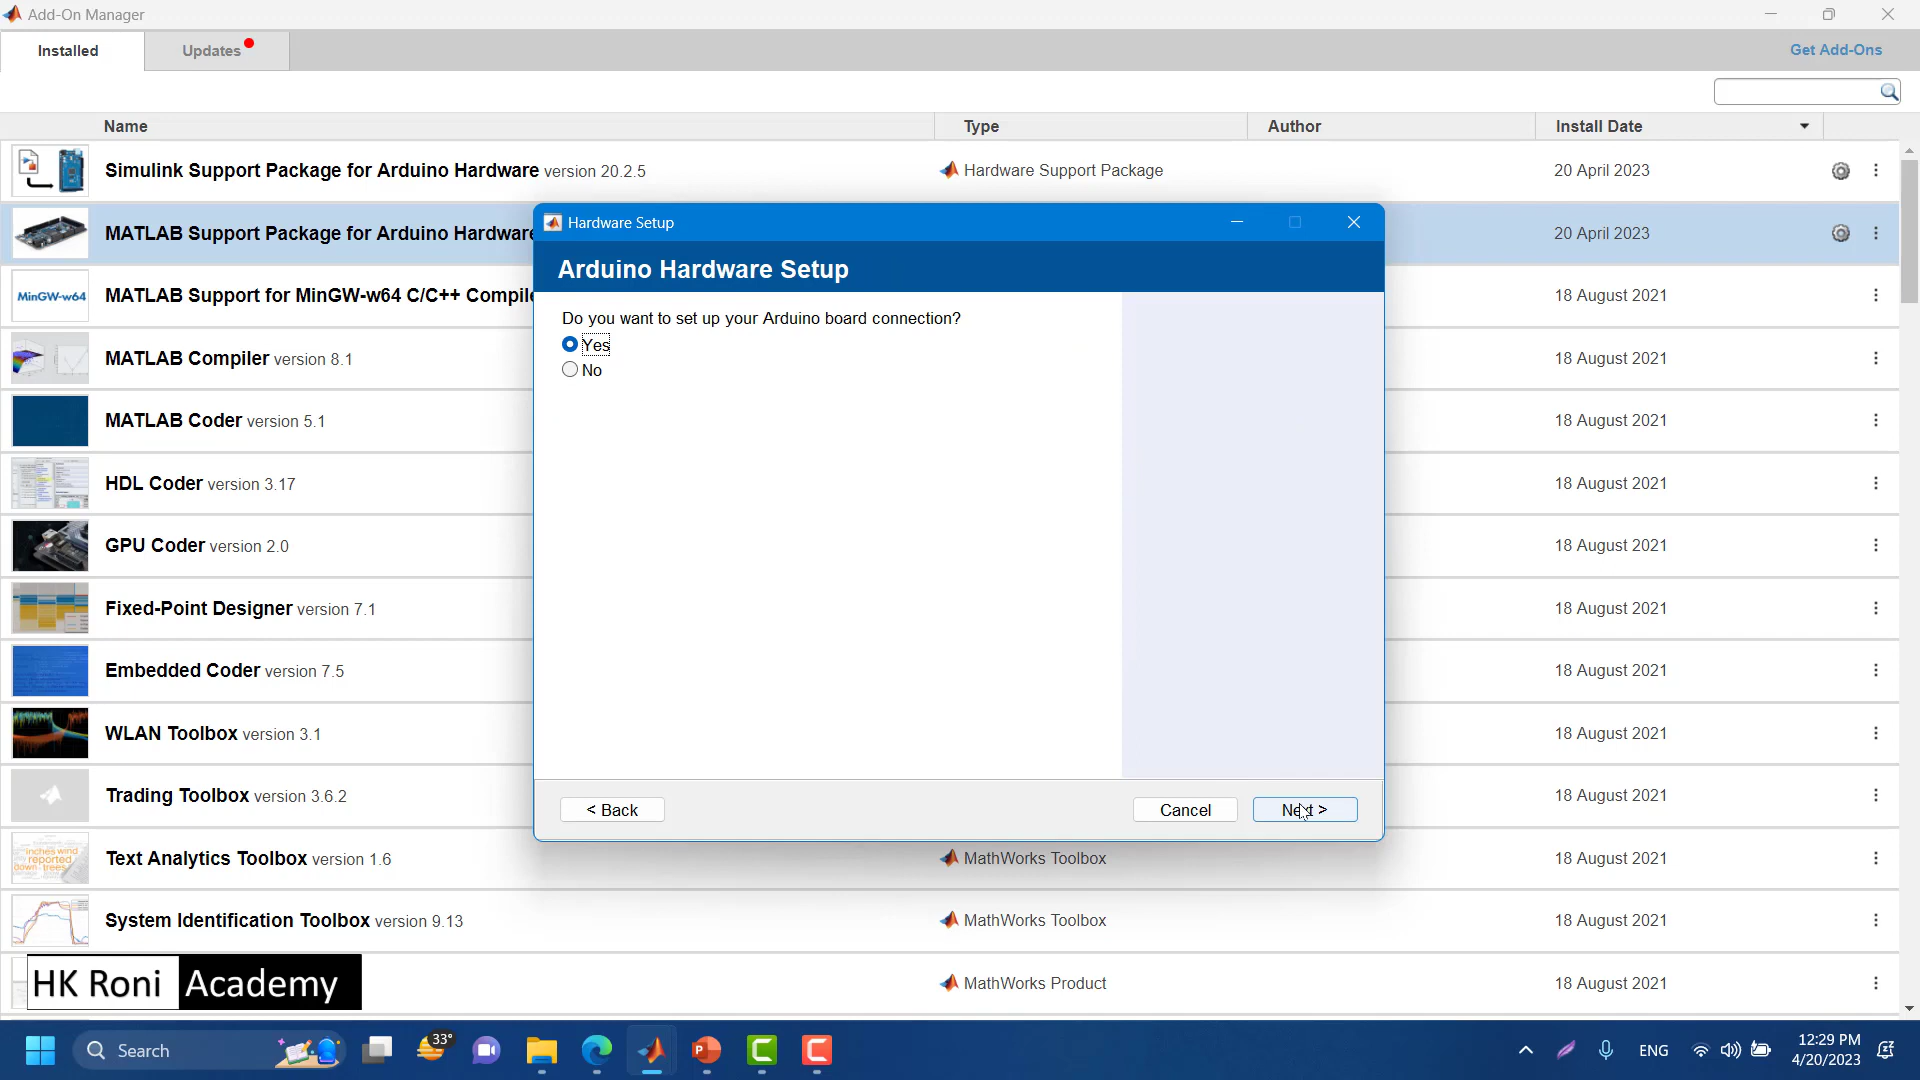 Add-On Manager
Installed
Updates
Get Add-Ons
Name
Type
Author
Install Date
Simulink Support Package for Arduino Hardware version 20.2.5
Hardware Support Package
20 April 2023
MATLAB Support Package for Arduino Hardware
20 April 2023
MinGW-w64
MATLAB Support for MinGW-w64 C/C++ Compile
18 August 2021
MATLAB Compiler version 8.1
18 August 2021
MATLAB Coder version 5.1
18 August 2021
HDL Coder version 3.17
18 August 2021
GPU Coder version 2.0
18 August 2021
Fixed-Point Designer version 7.1
18 August 2021
Embedded Coder version 7.5
18 August 2021
WLAN Toolbox version 3.1
18 August 2021
Trading Toolbox version 3.6.2
18 August 2021
inches wind
reported
down trees
Text Analytics Toolbox version 1.6
MathWorks Toolbox
18 August 2021
System Identification Toolbox version 9.13
MathWorks Toolbox
18 August 2021
MathWorks Product
18 August 2021
Hardware Setup
Arduino Hardware Setup
Do you want to set up your Arduino board connection?
Yes
No
< Back
Cancel
Next >
HK Roni Academy
Search
33°
ENG
12:29 PM
4/20/2023